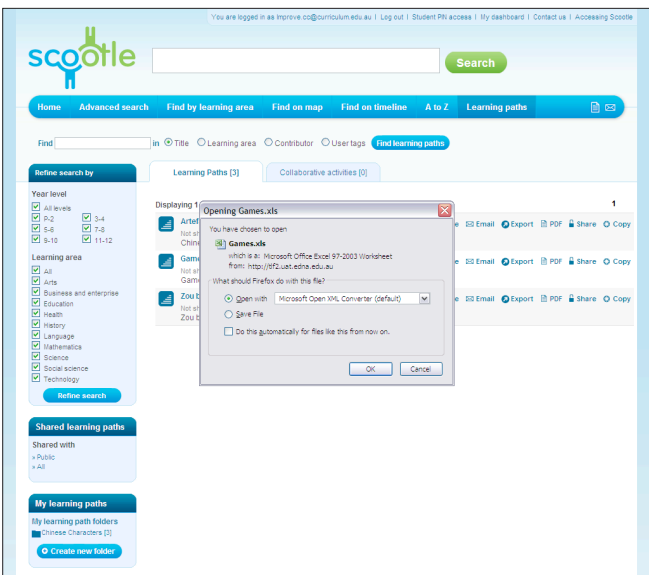 You are logged in as improve.co@curriculum.edu.au | Log out | Student PIN access | My dashboard | Contact us | Accessing Scootle
scootle
Search
Home Advanced search Find by learning area Find on map Find on timeline A to Z Learning paths
Find in Title Learning area Contributor User tags Find learning paths
Refine search by
Year level
All levels
P-2 3-4
5-6 7-8
9-10 11-12
Learning area
All
Arts
Business and enterprise
Education
Health
History
Language
Mathematics
Science
Social science
Technology
Refine search
Shared learning paths
Shared with
» Public
» All
My learning paths
My learning path folders
Chinese Characters [3]
Create new folder
Learning Paths [3] Collaborative activities [0]
Displaying 1 1
Email Export PDF Share Copy
Not
Email Export PDF Share Copy
Not
Zou
Email Export PDF Share Copy
Not
Zou
Opening Games.xls
You have chosen to open
Games.xls
which is a: Microsoft Office Excel 97-2003 Worksheet
from: http://tlf2.uat.edna.edu.au
What should Firefox do with this file?
Open with Microsoft Open XML Converter (default)
Save File
Do this automatically for files like this from now on.
OK Cancel